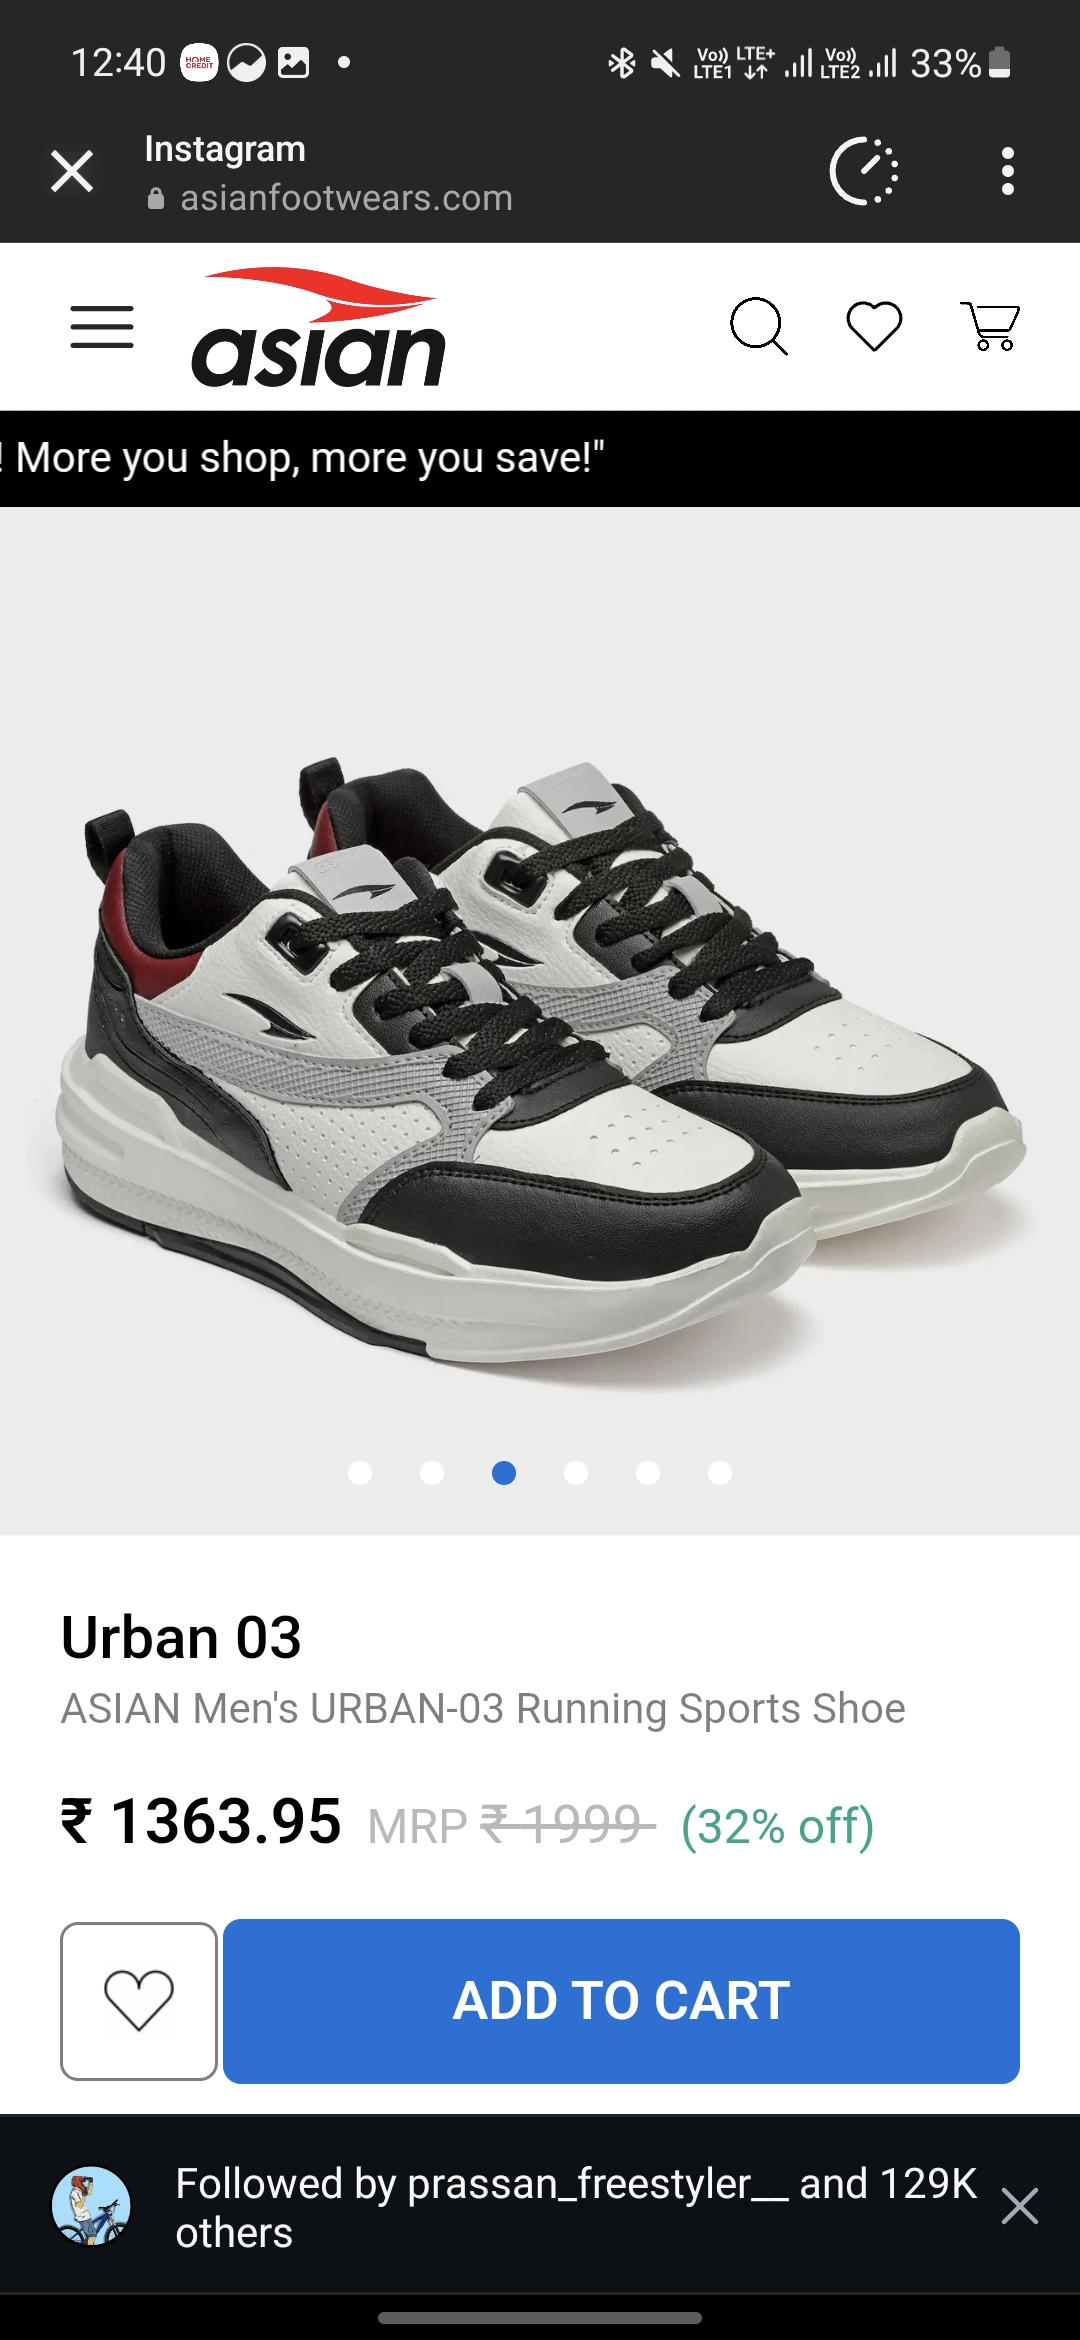 12:40 HOME CREDIT Vo)) LTE1 LTE+ Vo)) LTE2 33%
Instagram
asianfootwears.com
asian
! More you shop, more you save!"
Urban 03
ASIAN Men's URBAN-03 Running Sports Shoe
₹ 1363.95 MRP ₹ 1999 (32% off)
ADD TO CART
Followed by prassan_freestyler__ and 129K
others